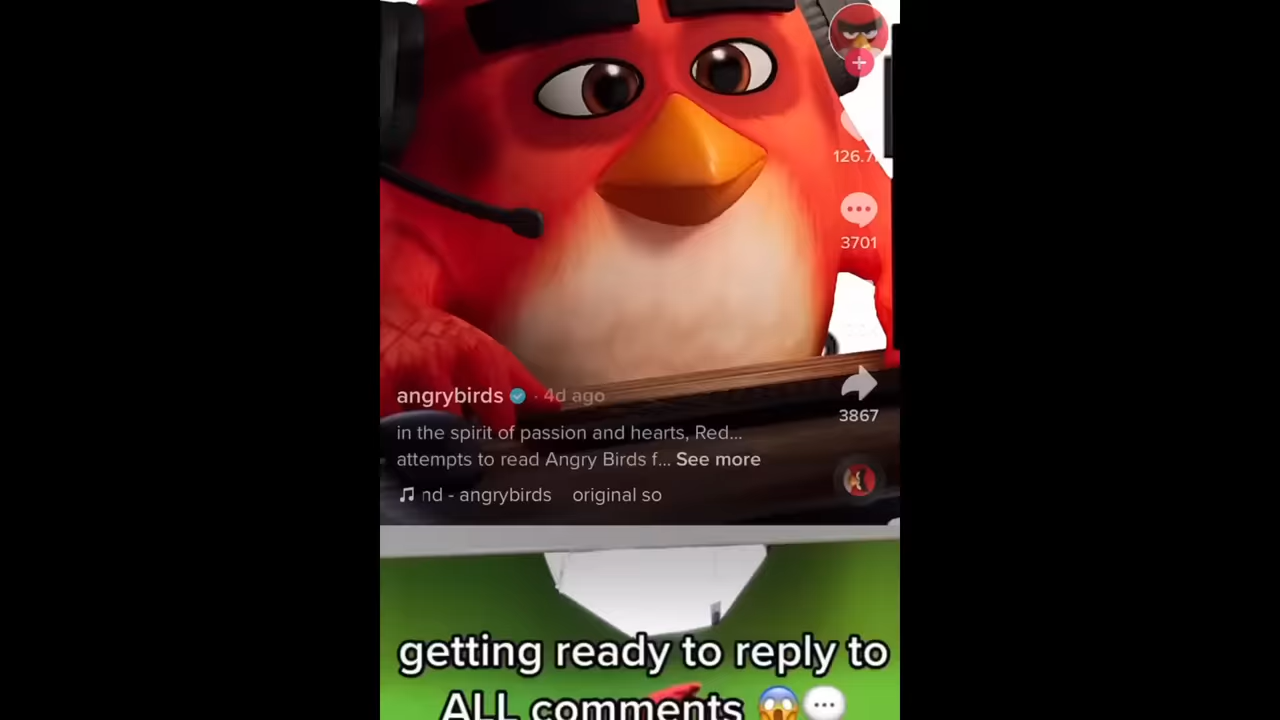 126.7
3701
3867
angrybirds · 4d ago
in the spirit of passion and hearts, Red...
attempts to read Angry Birds f... See more
nd - angrybirds original so
getting ready to reply to
ALL comments 😱💬